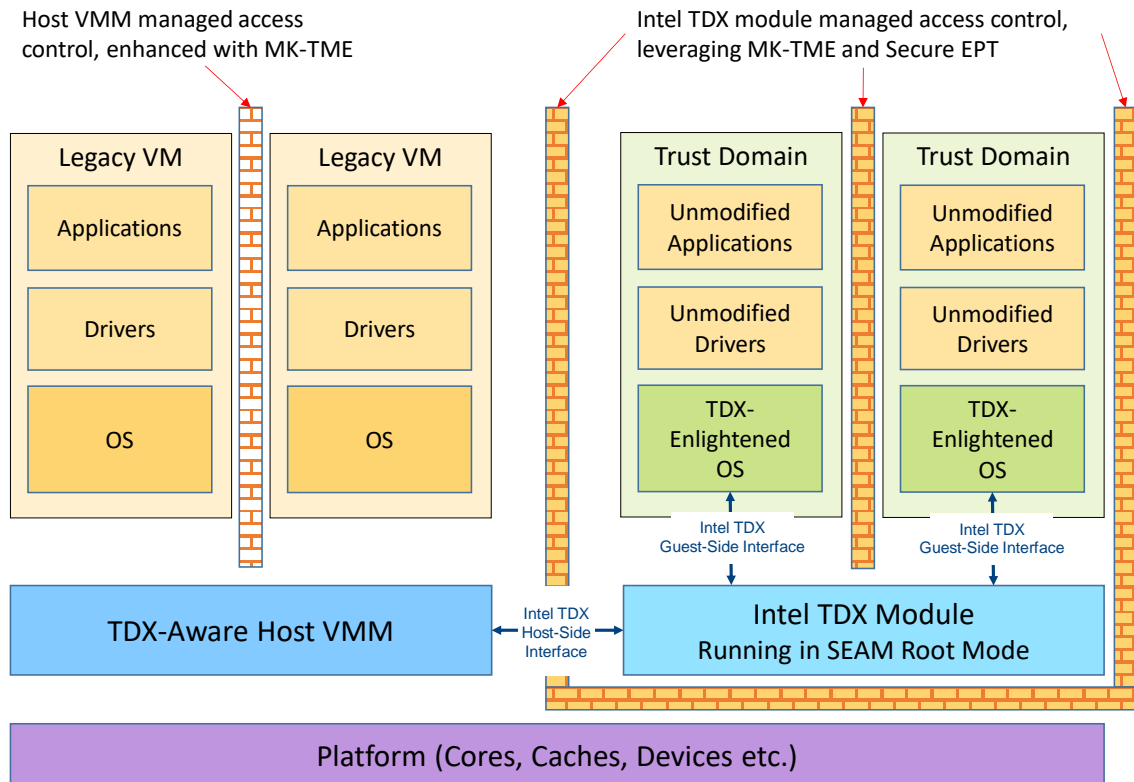 Host VMM managed access
control, enhanced with MK-TME
Intel TDX module managed access control,
leveraging MK-TME and Secure EPT
Legacy VM
Applications
Drivers
OS
Legacy VM
Applications
Drivers
OS
Trust Domain
Unmodified
Applications
Unmodified
Drivers
TDX-
Enlightened
OS
Trust Domain
Unmodified
Applications
Unmodified
Drivers
TDX-
Enlightened
OS
Intel TDX
Guest-Side Interface
Intel TDX
Guest-Side Interface
TDX-Aware Host VMM
Intel TDX
Host-Side
Interface
Intel TDX Module
Running in SEAM Root Mode
Platform (Cores, Caches, Devices etc.)